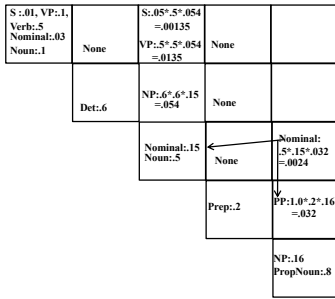 S :.01, VP:.1,
Verb:.5
Nominal:.03
Noun:.1
None
S:.05*.5*.054
=.00135
VP:.5*.5*.054
=.0135
None
Det:.6
NP:.6*.6*.15
=.054
None
Nominal:.15
Noun:.5
None
Nominal:
.5*.15*.032
=.0024
Prep:.2
PP:1.0*.2*.16
=.032
NP:.16
PropNoun:.8